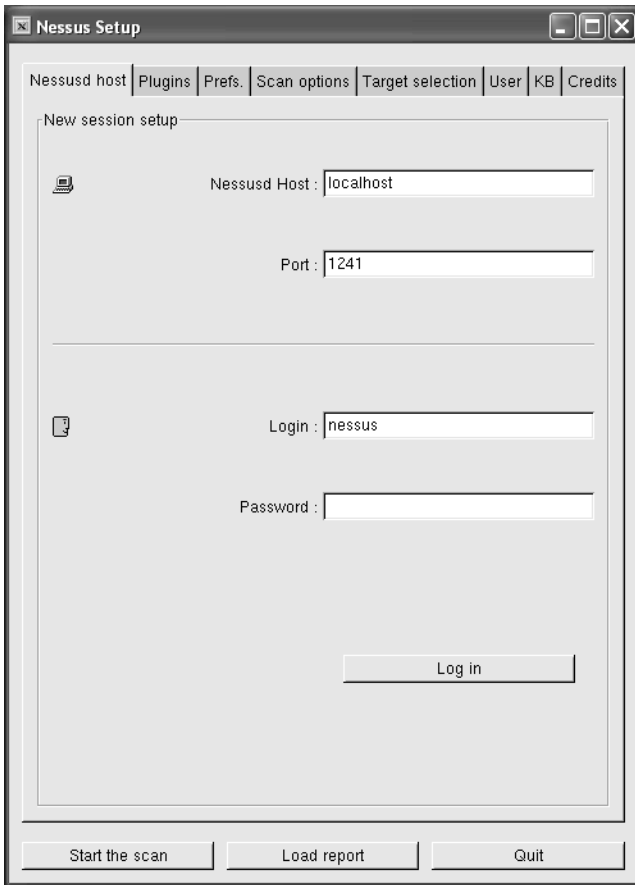 Nessus Setup
Nessusd host Plugins Prefs. Scan options Target selection User KB Credits
New session setup
Nessusd Host : localhost
Port : 1241
Login : nessus
Password :
Log in
Start the scan Load report Quit